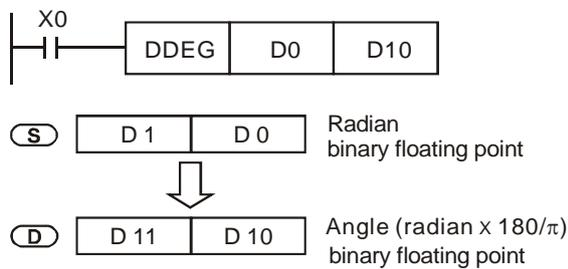 X0
DDEG D0 D10
S D 1 D 0 Radian
binary floating point
D D 11 D 10 Angle (radian x 180/π)
binary floating point